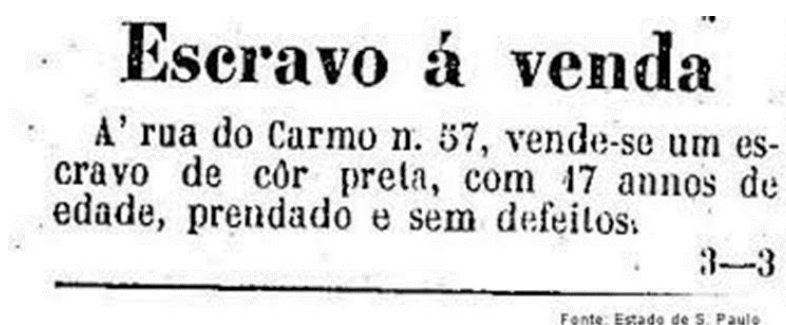 Escravo á venda
A' rua do Carmo n. 57, vende-se um es-
cravo de côr preta, com 17 annos de
edade, prendado e sem defeitos.
3—3
Fonte: Estado de S. Paulo